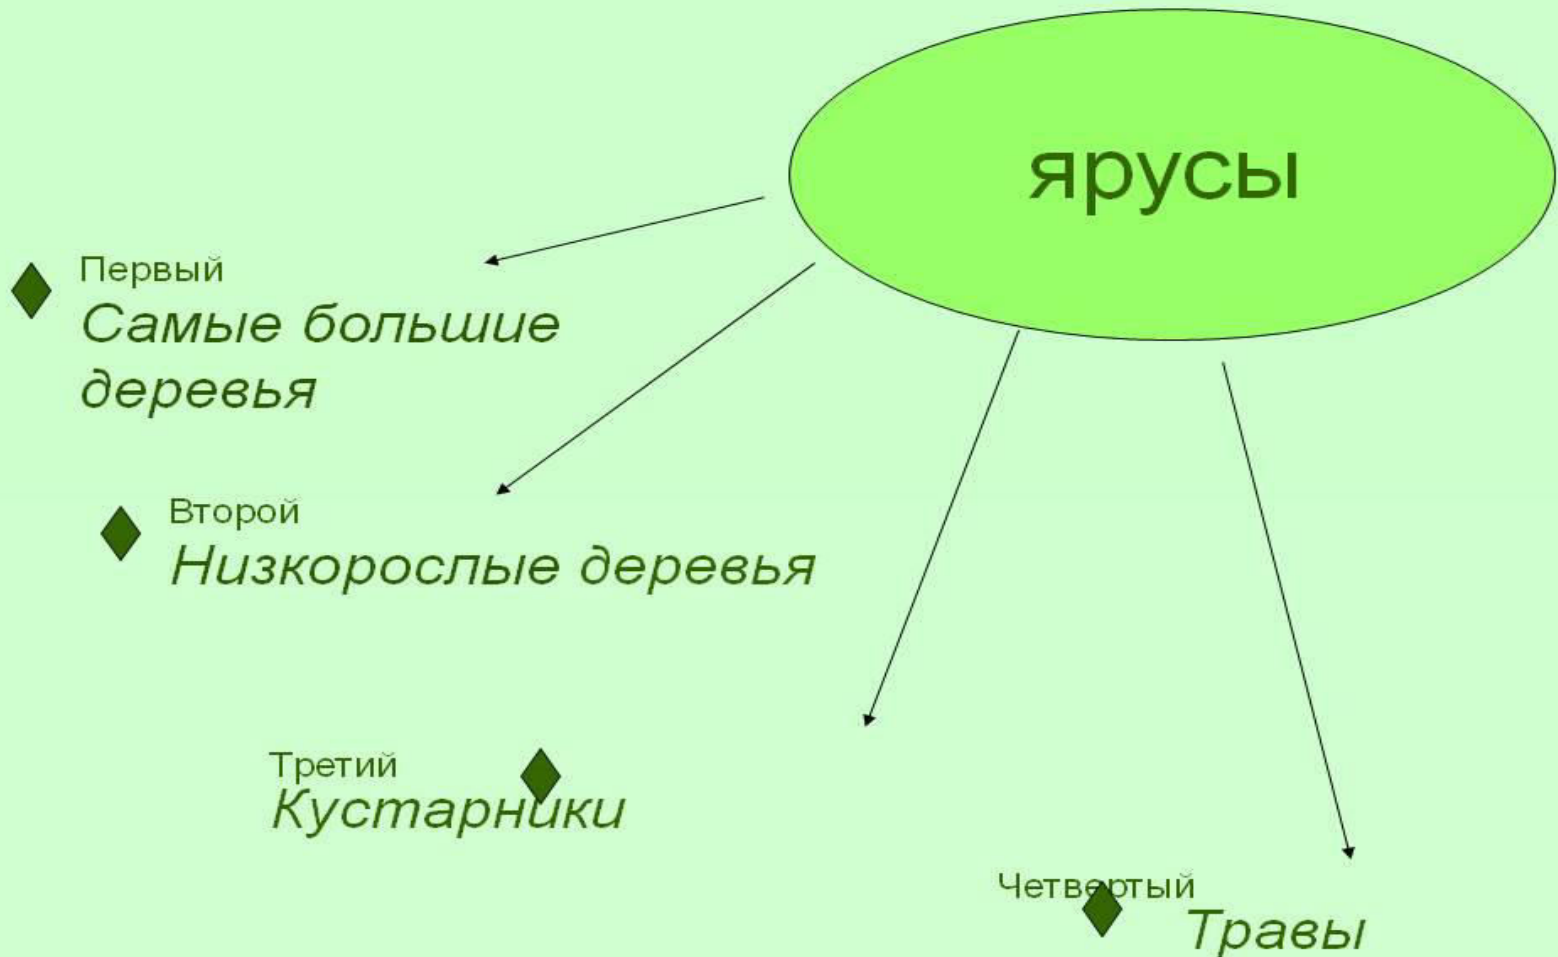 ярусы
Первый
Самые большие
деревья
Второй
Низкорослые деревья
Третий
Кустарники
Четвертый
Травы